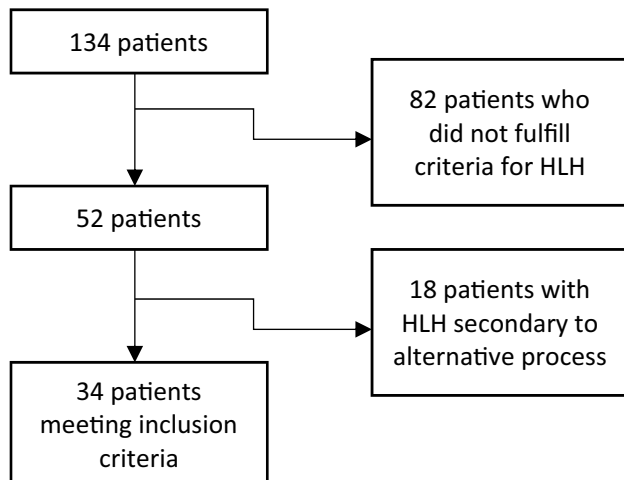 134 patients
82 patients who
did not fulfill
criteria for HLH
52 patients
18 patients with
HLH secondary to
alternative process
34 patients
meeting inclusion
criteria